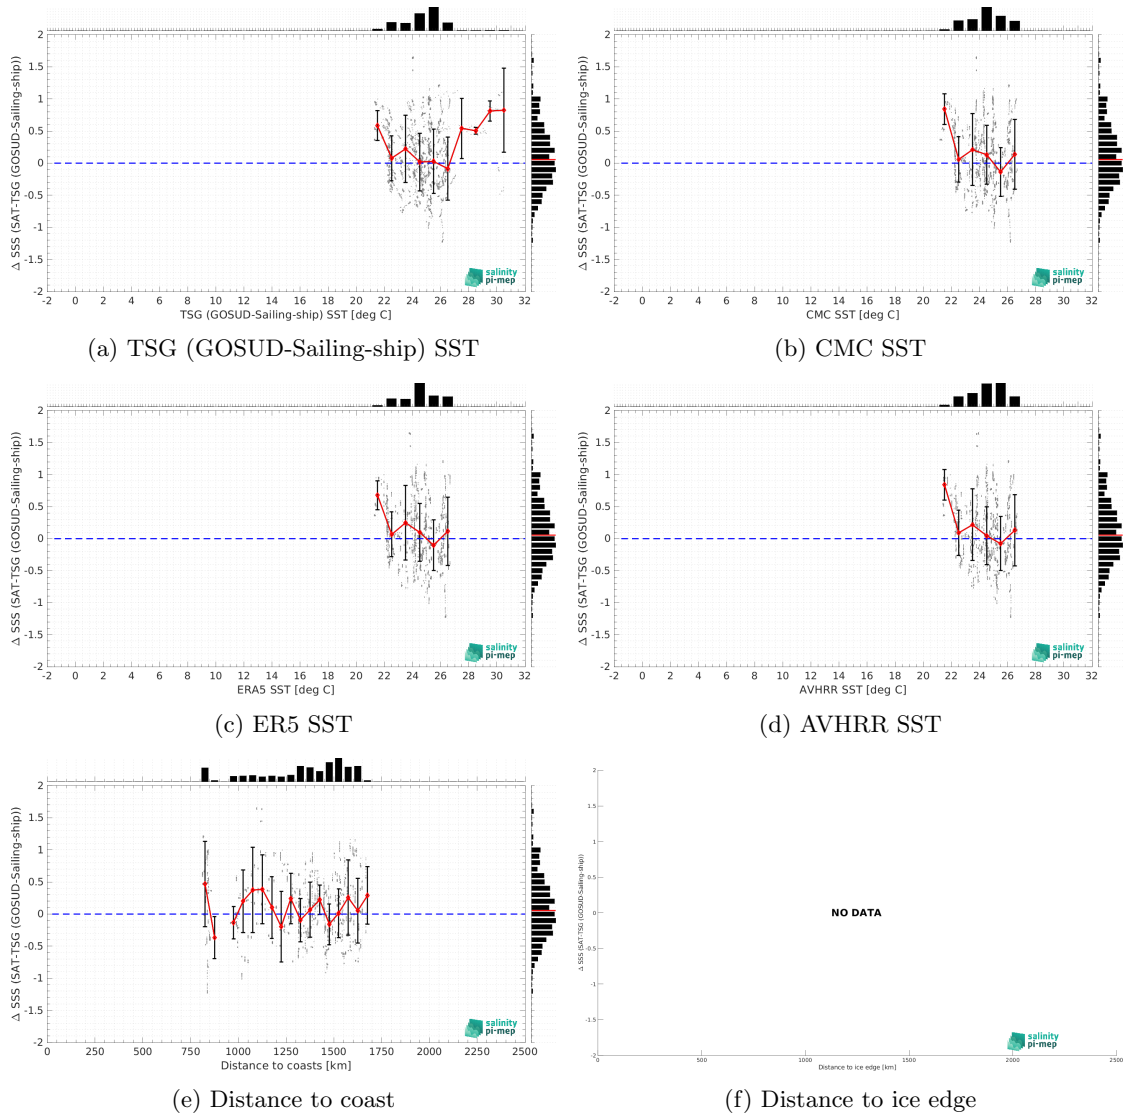 2
1.5
1
0.5
0
-0.5
-1
-1.5
-2
Δ SSS (SAT-TSG (GOSUD-Sailing-ship))
salinity
pi-mep
-2 0 2 4 6 8 10 12 14 16 18 20 22 24 26 28 30 32
TSG (GOSUD-Sailing-ship) SST [deg C]
(a) TSG (GOSUD-Sailing-ship) SST
2
1.5
1
0.5
0
-0.5
-1
-1.5
-2
Δ SSS (SAT-TSG (GOSUD-Sailing-ship))
salinity
pi-mep
-2 0 2 4 6 8 10 12 14 16 18 20 22 24 26 28 30 32
CMC SST [deg C]
(b) CMC SST
2
1.5
1
0.5
0
-0.5
-1
-1.5
-2
Δ SSS (SAT-TSG (GOSUD-Sailing-ship))
salinity
pi-mep
-2 0 2 4 6 8 10 12 14 16 18 20 22 24 26 28 30 32
ERA5 SST [deg C]
(c) ER5 SST
2
1.5
1
0.5
0
-0.5
-1
-1.5
-2
Δ SSS (SAT-TSG (GOSUD-Sailing-ship))
salinity
pi-mep
-2 0 2 4 6 8 10 12 14 16 18 20 22 24 26 28 30 32
AVHRR SST [deg C]
(d) AVHRR SST
2
1.5
1
0.5
0
-0.5
-1
-1.5
-2
Δ SSS (SAT-TSG (GOSUD-Sailing-ship))
salinity
pi-mep
0 250 500 750 1000 1250 1500 1750 2000 2250 2500
Distance to coasts [km]
(e) Distance to coast
2
1.5
1
0.5
0
-0.5
-1
-1.5
-2
Δ SSS (SAT-TSG (GOSUD-Sailing-ship))
NO DATA
salinity
pi-mep
0 500 1000 1500 2000 2500
Distance to ice edge [km]
(f) Distance to ice edge